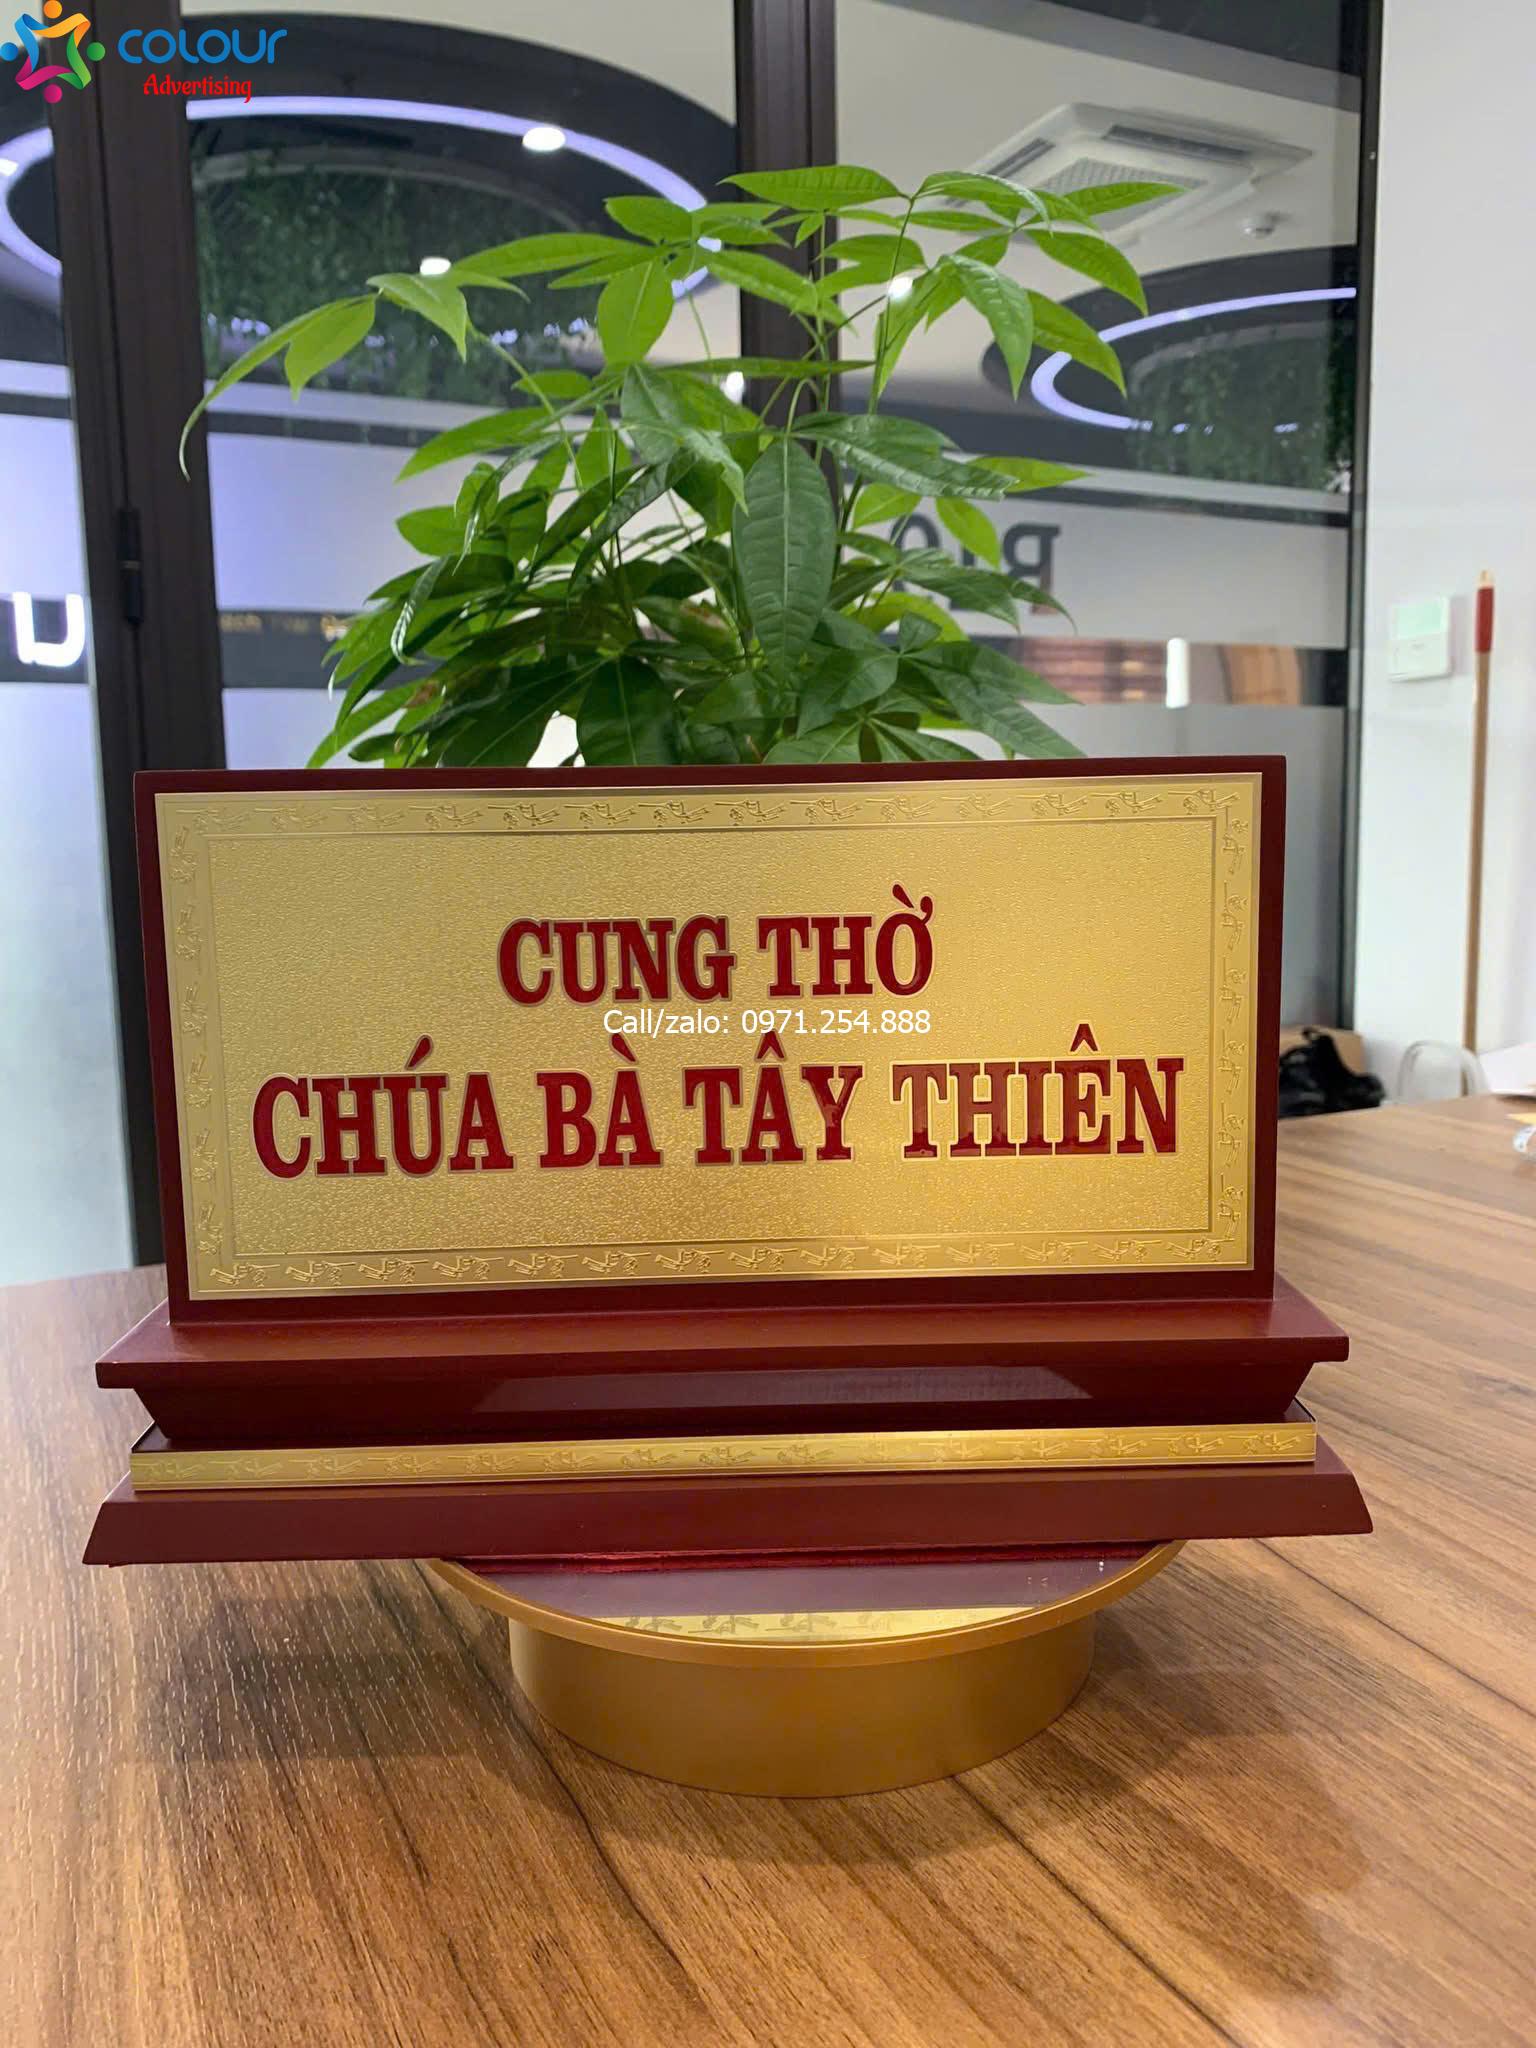 COLOUR
Advertising
CUNG THỜ
Call/zalo: 0971.254.888
CHÚA BÀ TÂY THIÊN